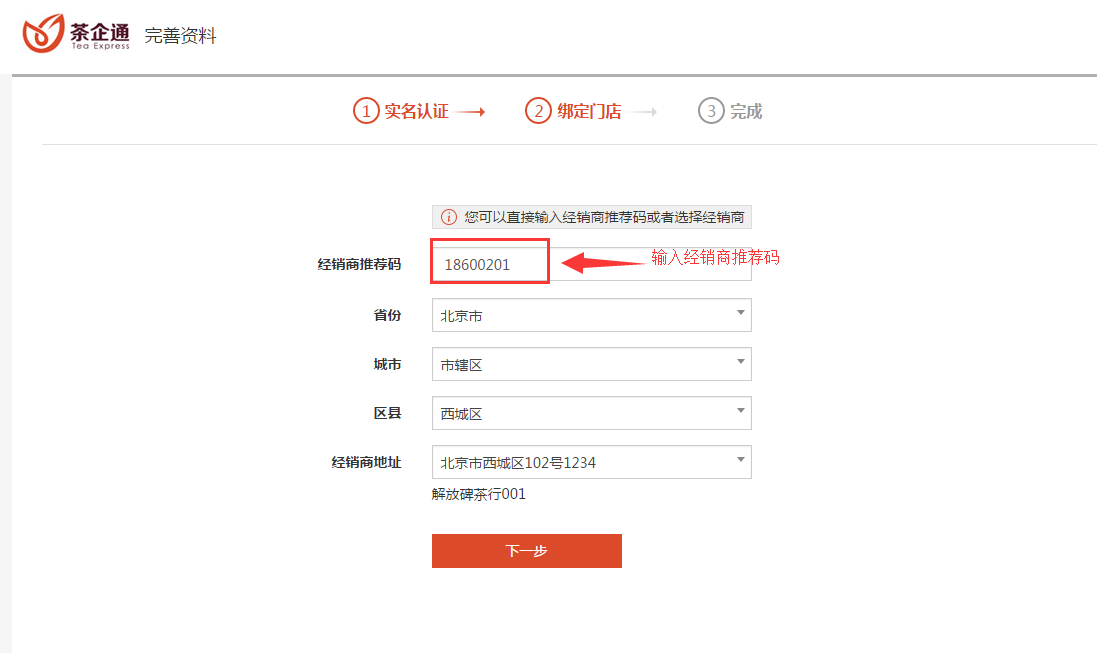 茶企通 完善资料
Tea Express
1 实名认证 2 绑定门店 3 完成
您可以直接输入经销商推荐码或者选择经销商
经销商推荐码 18600201 输入经销商推荐码
省份 北京市
城市 市辖区
区县 西城区
经销商地址 北京市西城区102号1234
解放碑茶行001
下一步